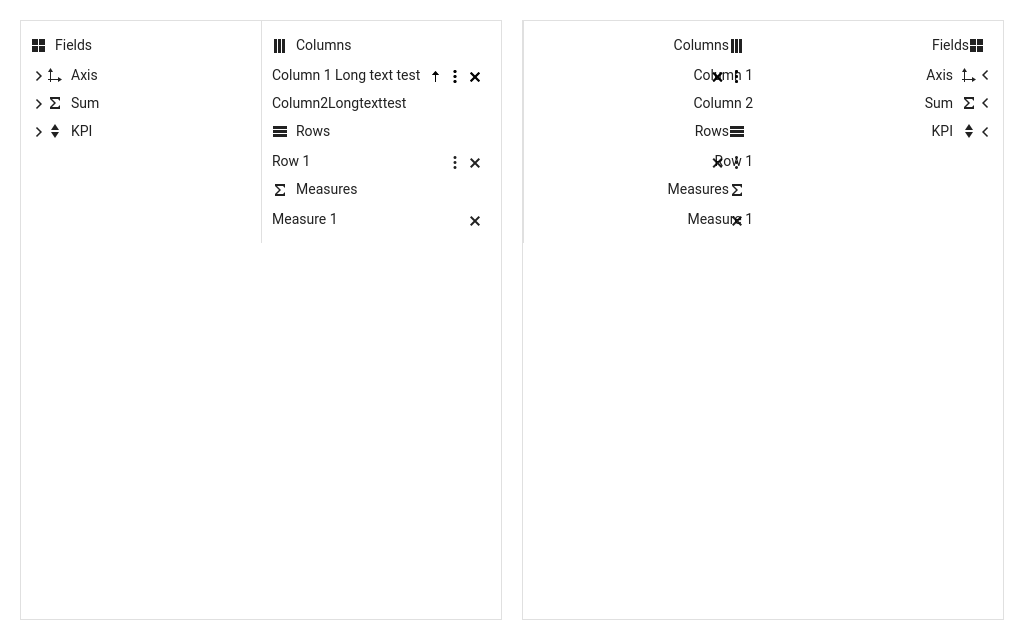 Fields
Axis
Sum
KPI
Columns
Column 1 Long text test
Column2Longtexttest
Rows
Row 1
Measures
Measure 1
Columns
Column 1
Column 2
Rows
Row 1
Measures
Measure 1
Fields
Axis
Sum
KPI